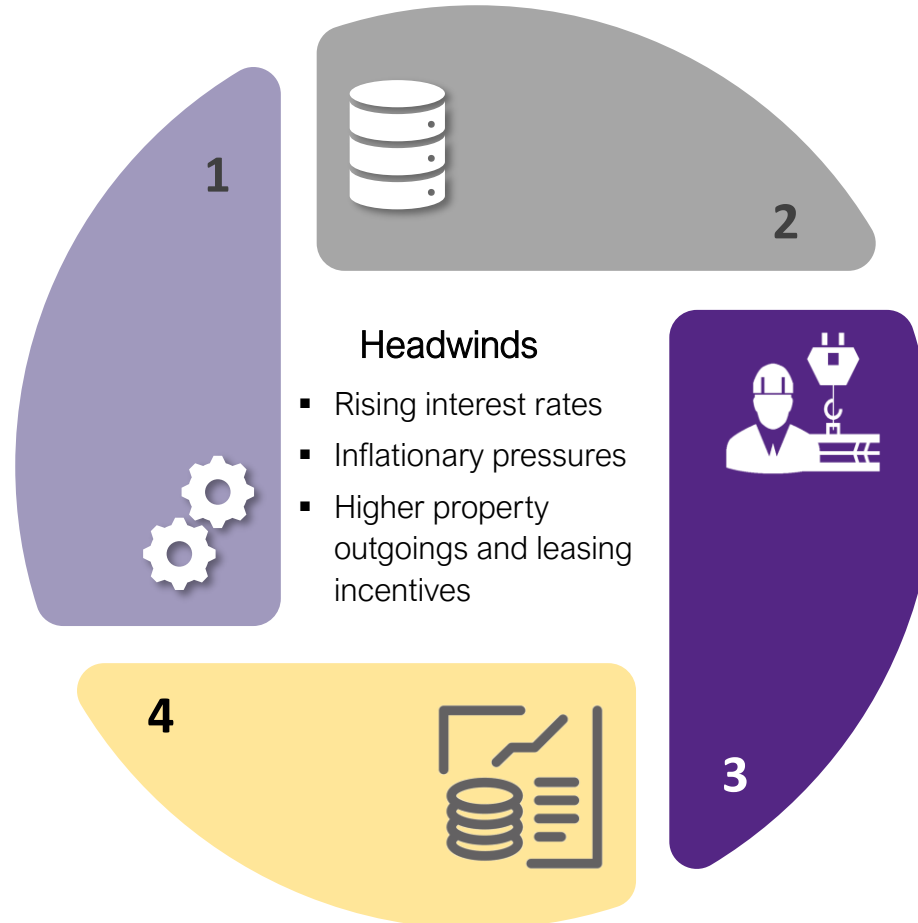 1
2
Headwinds
▪ Rising interest rates
▪ Inflationary pressures
▪ Higher property
outgoings and leasing
incentives
4
3